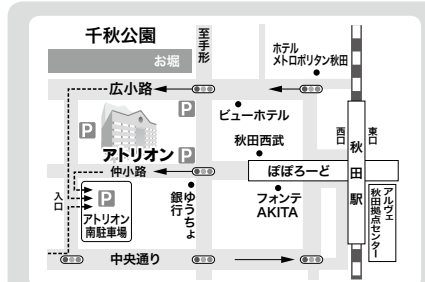 千秋公園
お堀
至手形
ホテル
メトロポリタン秋田
広小路
P
ビューホテル
P
アトリオン
P
秋田西武
西口
秋田駅
東口
仲小路
ぽぽろーど
入口
P
アトリオン
南駐車場
ゆうちょ
銀行
フォンテ
AKITA
アルヴェ
秋田拠点センター
中央通り